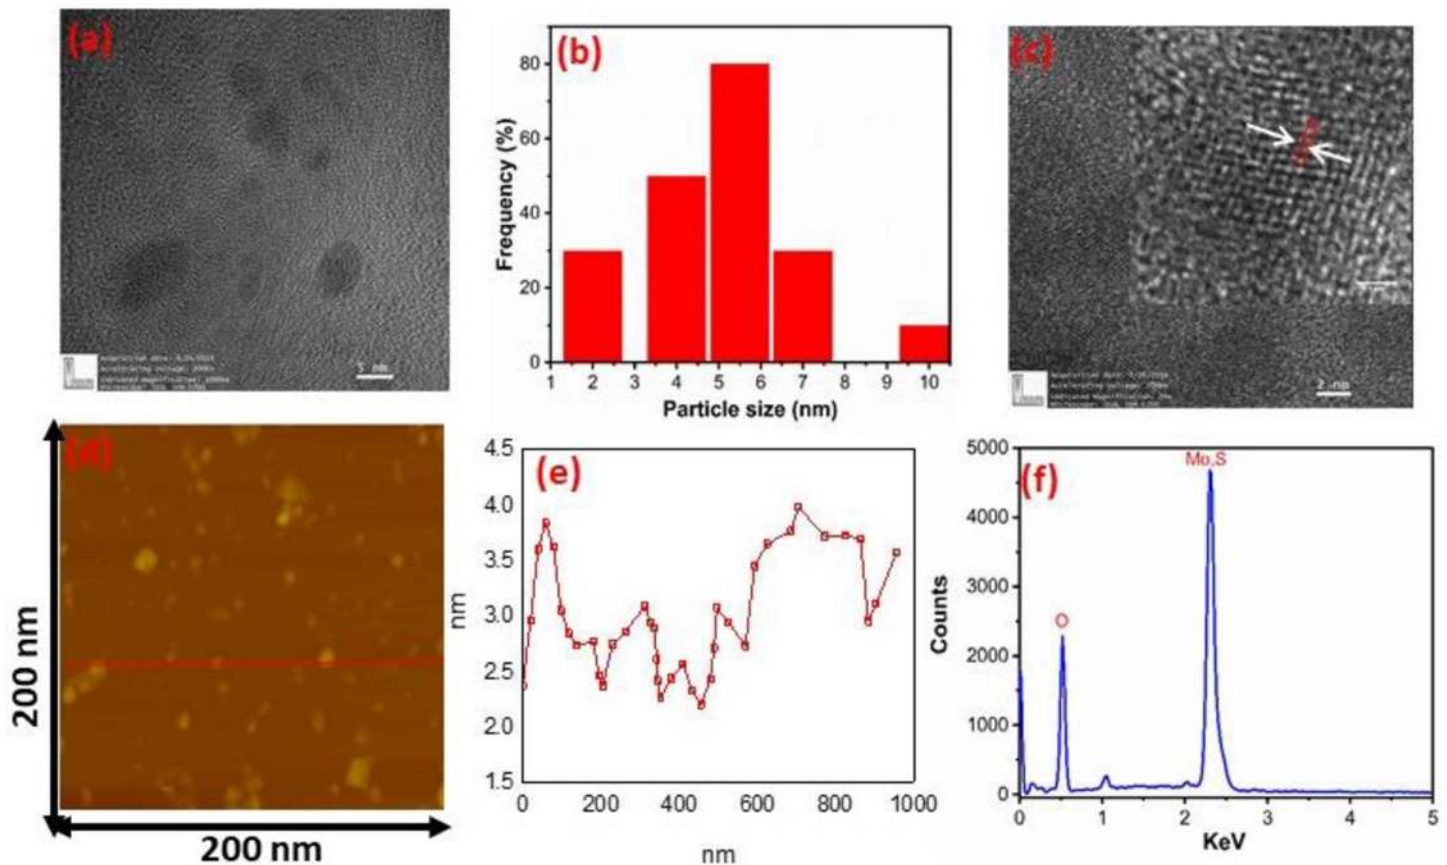 (a)
5 nm
(b)
Frequency (%)
80
60
40
20
0
1 2 3 4 5 6 7 8 9 10
Particle size (nm)
(c)
2 nm
(d)
200 nm
200 nm
(e)
nm
4.5
4.0
3.5
3.0
2.5
2.0
1.5
0 200 400 600 800 1000
nm
(f)
Mo,S
O
Counts
5000
4000
3000
2000
1000
0
0 1 2 3 4 5
KeV